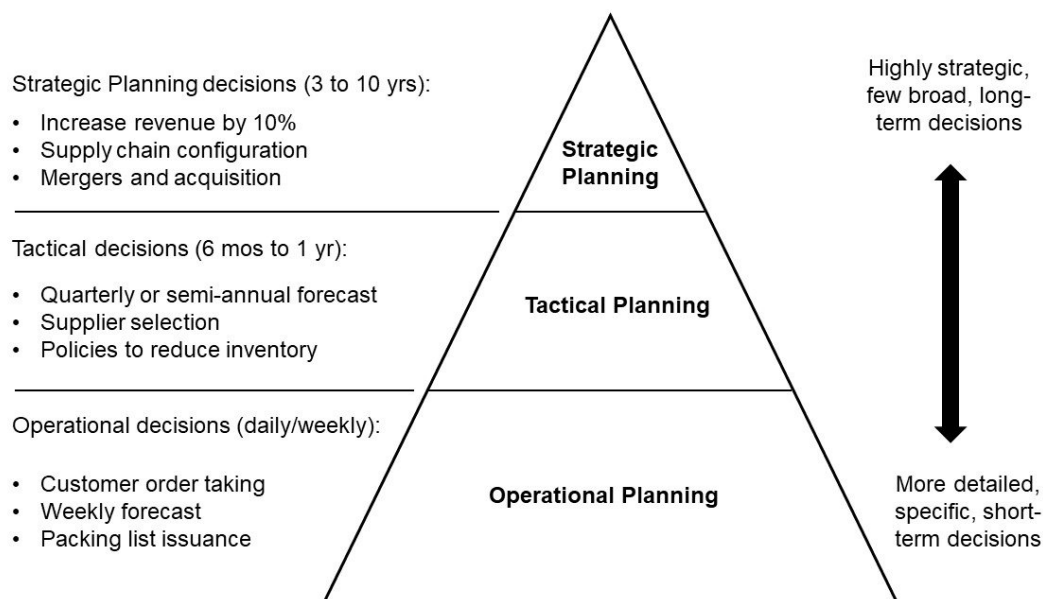 Strategic Planning decisions (3 to 10 yrs):
• Increase revenue by 10%
• Supply chain configuration
• Mergers and acquisition
Strategic
Planning
Highly strategic,
few broad, long-
term decisions
Tactical decisions (6 mos to 1 yr):
• Quarterly or semi-annual forecast
• Supplier selection
• Policies to reduce inventory
Tactical Planning
Operational decisions (daily/weekly):
• Customer order taking
• Weekly forecast
• Packing list issuance
Operational Planning
More detailed,
specific, short-
term decisions